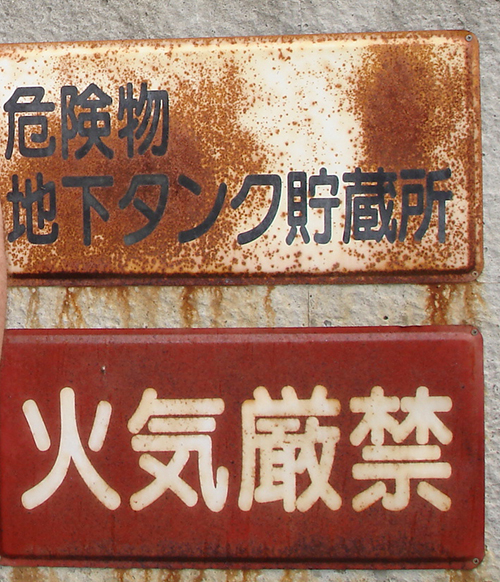 危険物
地下タンク貯蔵所
火気厳禁